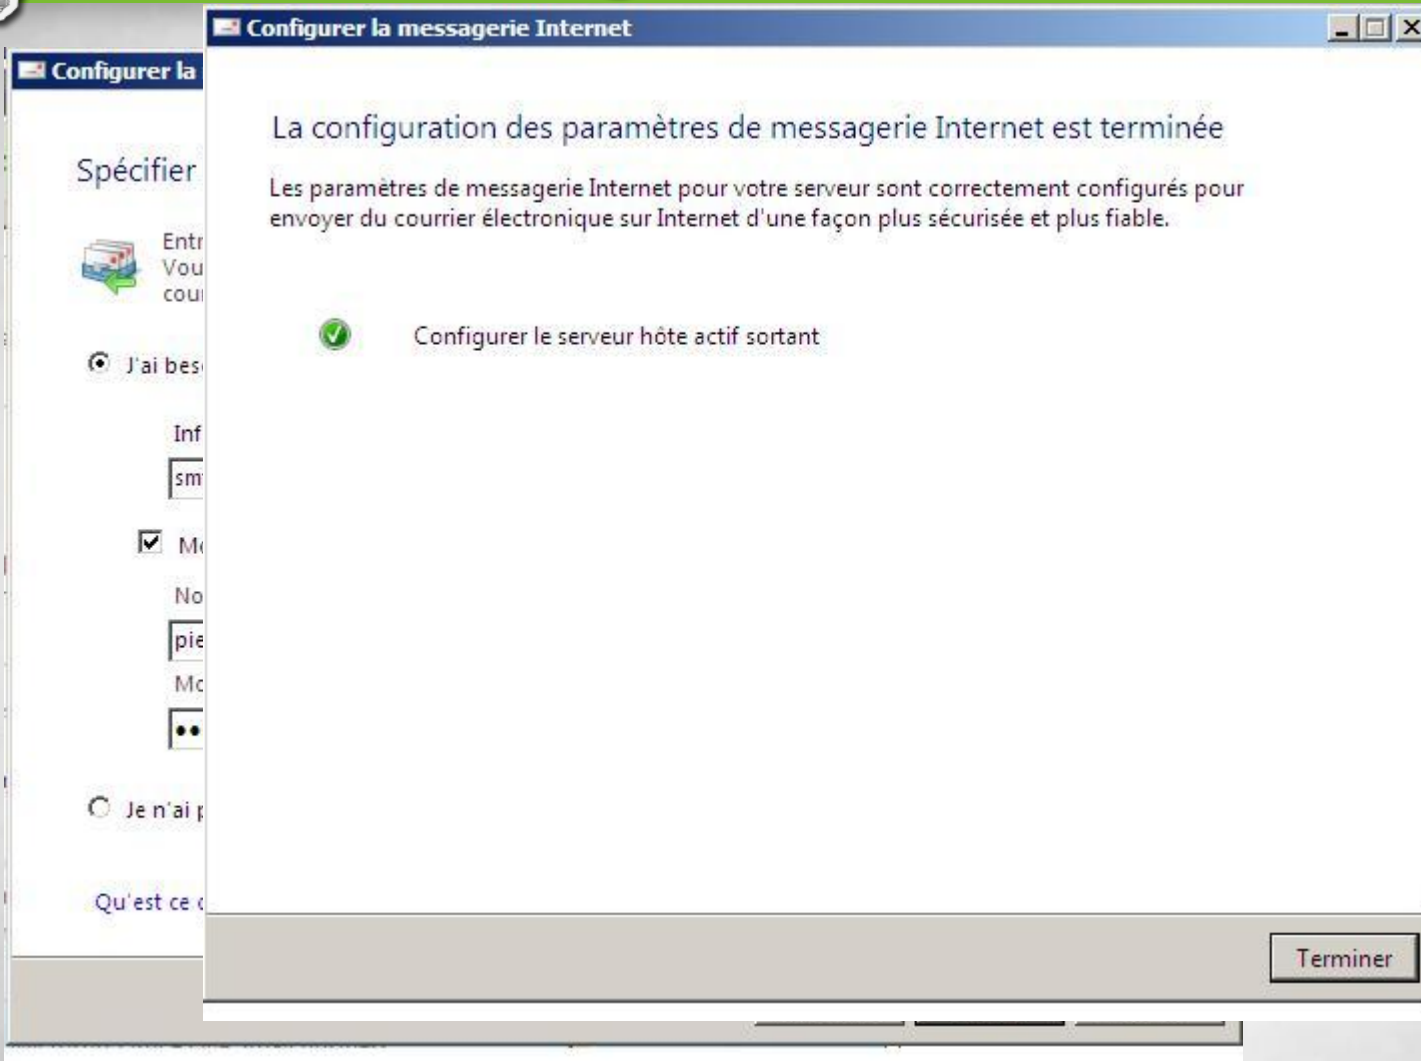 Configurer la messagerie Internet
La configuration des paramètres de messagerie Internet est terminée
Les paramètres de messagerie Internet pour votre serveur sont correctement configurés pour
envoyer du courrier électronique sur Internet d'une façon plus sécurisée et plus fiable.
Configurer le serveur hôte actif sortant
Terminer
Configurer la
Spécifier
Entr
Vou
cour
J'ai bes
Inf
sm
Mo
No
pie
Mo
Je n'ai p
Qu'est ce